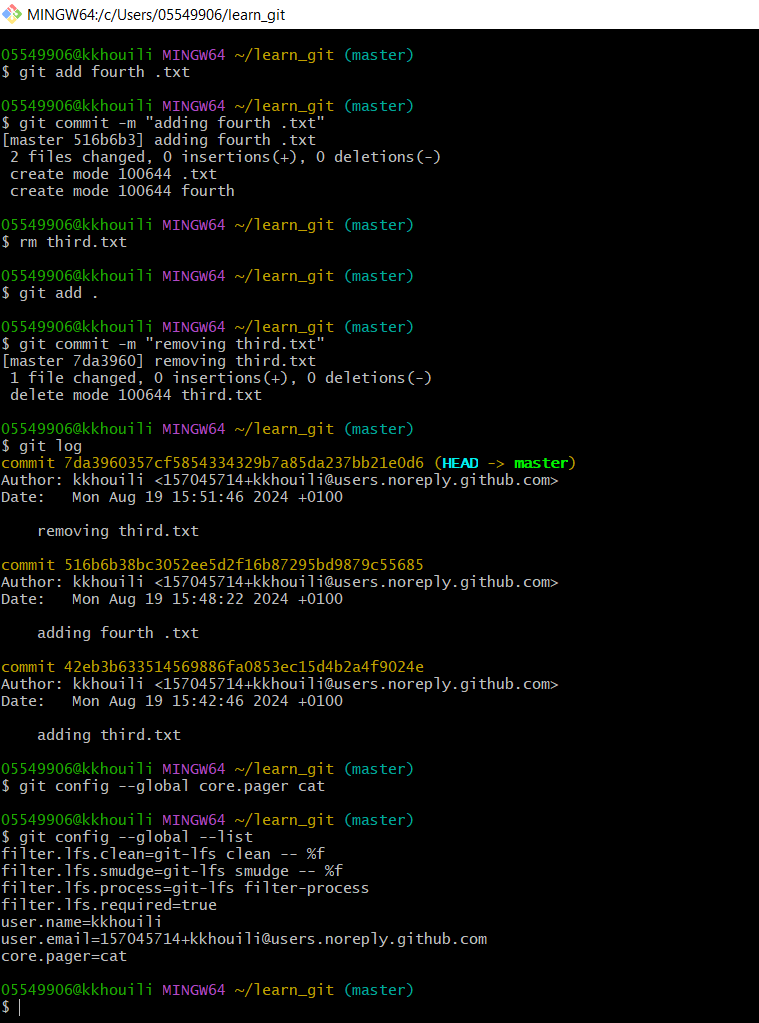 MINGW64:/c/Users/05549906/learn_git
05549906@kkhouili MINGW64 ~/learn_git (master)
$ git add fourth .txt
05549906@kkhouili MINGW64 ~/learn_git (master)
$ git commit -m "adding fourth .txt"
[master 516b6b3] adding fourth .txt
 2 files changed, 0 insertions(+), 0 deletions(-)
 create mode 100644 .txt
 create mode 100644 fourth
05549906@kkhouili MINGW64 ~/learn_git (master)
$ rm third.txt
05549906@kkhouili MINGW64 ~/learn_git (master)
$ git add .
05549906@kkhouili MINGW64 ~/learn_git (master)
$ git commit -m "removing third.txt"
[master 7da3960] removing third.txt
 1 file changed, 0 insertions(+), 0 deletions(-)
 delete mode 100644 third.txt
05549906@kkhouili MINGW64 ~/learn_git (master)
$ git log
commit 7da3960357cf5854334329b7a85da237bb21e0d6 (HEAD -> master)
Author: kkhouili <157045714+kkhouili@users.noreply.github.com>
Date:   Mon Aug 19 15:51:46 2024 +0100
    removing third.txt
commit 516b6b38bc3052ee5d2f16b87295bd9879c55685
Author: kkhouili <157045714+kkhouili@users.noreply.github.com>
Date:   Mon Aug 19 15:48:22 2024 +0100
    adding fourth .txt
commit 42eb3b633514569886fa0853ec15d4b2a4f9024e
Author: kkhouili <157045714+kkhouili@users.noreply.github.com>
Date:   Mon Aug 19 15:42:46 2024 +0100
    adding third.txt
05549906@kkhouili MINGW64 ~/learn_git (master)
$ git config --global core.pager cat
05549906@kkhouili MINGW64 ~/learn_git (master)
$ git config --global --list
filter.lfs.clean=git-lfs clean -- %f
filter.lfs.smudge=git-lfs smudge -- %f
filter.lfs.process=git-lfs filter-process
filter.lfs.required=true
user.name=kkhouili
user.email=157045714+kkhouili@users.noreply.github.com
core.pager=cat
05549906@kkhouili MINGW64 ~/learn_git (master)
$